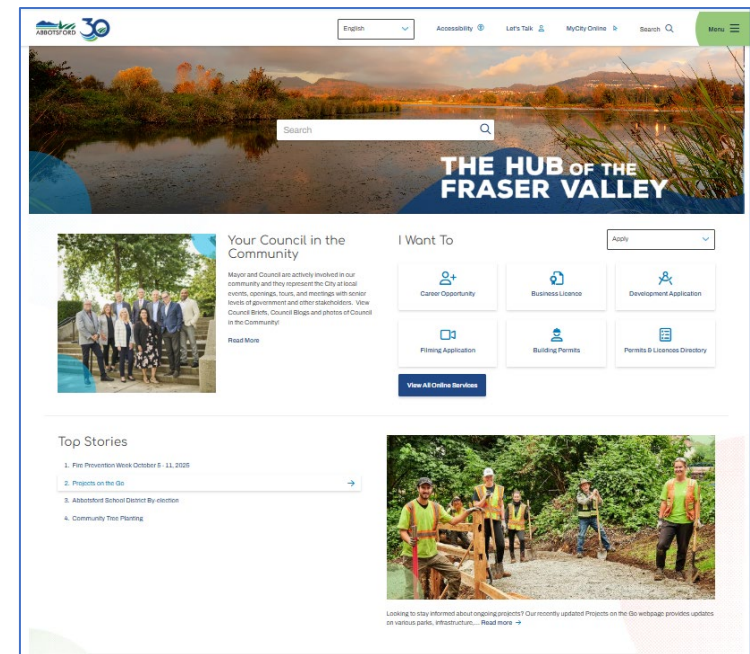 ABBOTSFORD 30
English
Accessibility
Let's Talk
MyCity Online
Search
Menu
Search
THE HUB OF THE
FRASER VALLEY
Your Council in the
Community
Mayor and Council are actively involved in our
community and they represent the City at local
events, openings, tours, and meetings with senior
levels of government and other stakeholders. View
Council Briefs, Council Blogs and photos of Council
in the Community!
Read More
I Want To
Apply
Career Opportunity
Business Licence
Development Application
Filming Application
Building Permits
Permits & Licences Directory
View All Online Services
Top Stories
1. Fire Prevention Week October 5 - 11, 2025
2. Projects on the Go
3. Abbotsford School District By-election
4. Community Tree Planting
Looking to stay informed about ongoing projects? Our recently updated Projects on the Go webpage provides updates
on various parks, infrastructure,... Read more